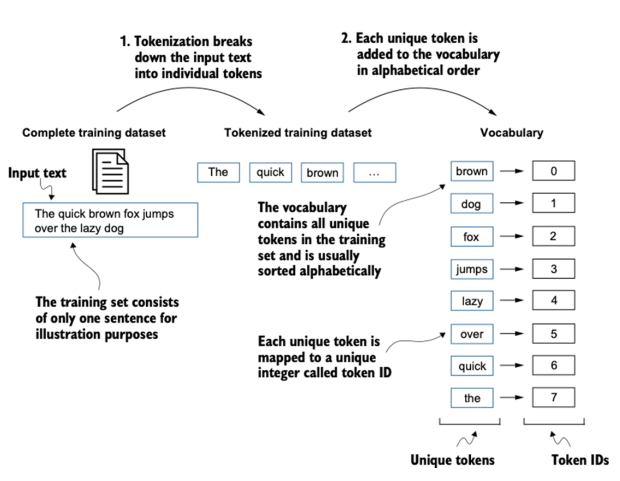 1. Tokenization breaks
down the input text
into individual tokens
2. Each unique token is
added to the vocabulary
in alphabetical order
Complete training dataset
Tokenized training dataset
Vocabulary
Input text
The quick brown fox jumps
over the lazy dog
The training set consists
of only one sentence for
illustration purposes
The quick brown ...
The vocabulary
contains all unique
tokens in the training
set and is usually
sorted alphabetically
Each unique token is
mapped to a unique
integer called token ID
brown 0
dog 1
fox 2
jumps 3
lazy 4
over 5
quick 6
the 7
Unique tokens
Token IDs